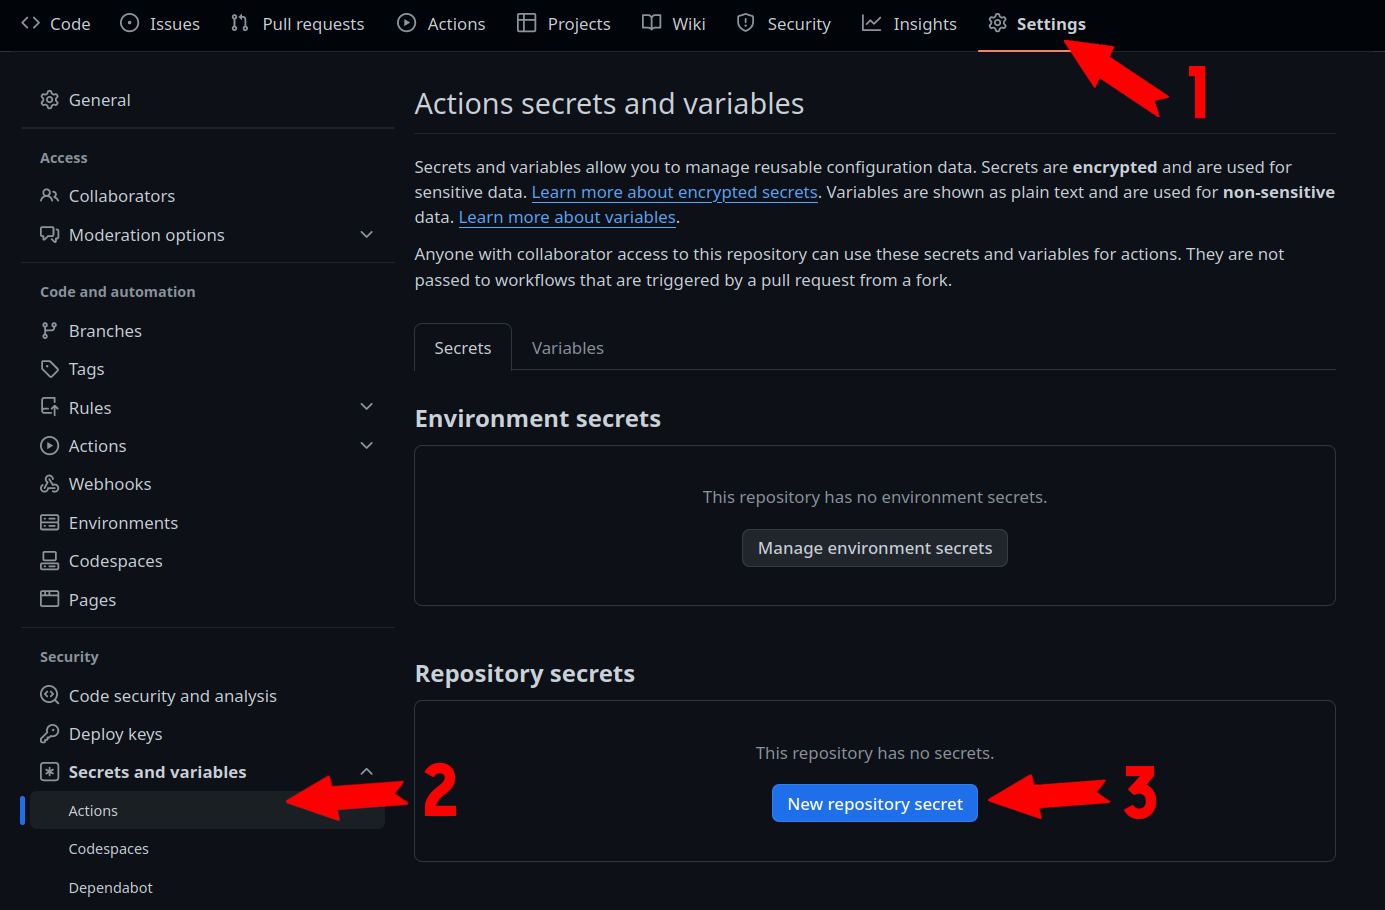 Code Issues Pull requests Actions Projects Wiki Security Insights Settings
1
General
Access
Collaborators
Moderation options
Code and automation
Branches
Tags
Rules
Actions
Webhooks
Environments
Codespaces
Pages
Security
Code security and analysis
Deploy keys
Secrets and variables
Actions
2
Codespaces
Dependabot
Actions secrets and variables
Secrets and variables allow you to manage reusable configuration data. Secrets are encrypted and are used for
sensitive data. Learn more about encrypted secrets. Variables are shown as plain text and are used for non-sensitive
data. Learn more about variables.
Anyone with collaborator access to this repository can use these secrets and variables for actions. They are not
passed to workflows that are triggered by a pull request from a fork.
Secrets Variables
Environment secrets
This repository has no environment secrets.
Manage environment secrets
Repository secrets
This repository has no secrets.
New repository secret
3